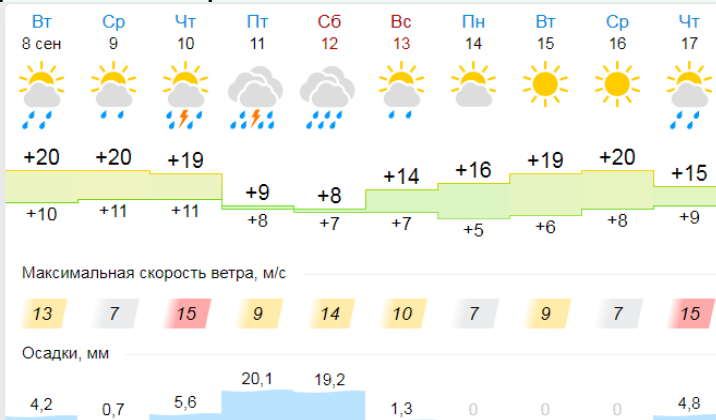 Вт Ср Чт Пт Сб Вс Пн Вт Ср Чт
8 сен 9 10 11 12 13 14 15 16 17
+20 +20 +19 +9 +8 +14 +16 +19 +20 +15
+10 +11 +11 +8 +7 +7 +5 +6 +8 +9
Максимальная скорость ветра, м/с
13 7 15 9 14 10 7 9 7 15
Осадки, мм
4,2 0,7 5,6 20,1 19,2 1,3 0 0 0 4,8